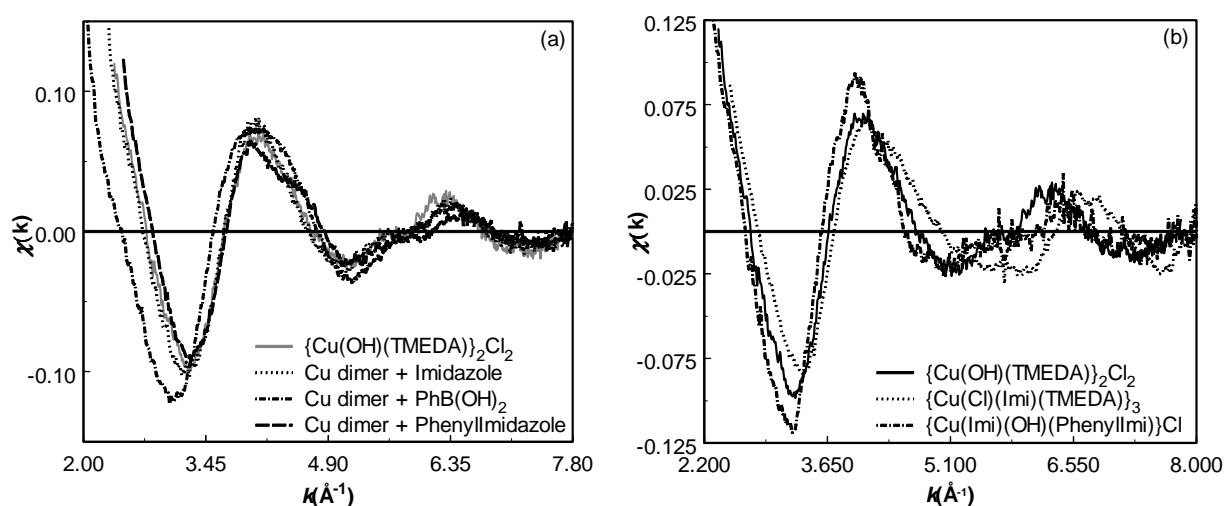 (a)
χ(k)
0.10
0.00
-0.10
{Cu(OH)(TMEDA)}₂Cl₂
Cu dimer + Imidazole
Cu dimer + PhB(OH)₂
Cu dimer + PhenylImidazole
2.00 3.45 4.90 6.35 7.80
k(Å⁻¹)
(b)
χ(k)
0.125
0.075
0.025
-0.025
-0.075
-0.125
{Cu(OH)(TMEDA)}₂Cl₂
{Cu(Cl)(Imi)(TMEDA)}₃
{Cu(Imi)(OH)(PhenylImi)}Cl
2.200 3.650 5.100 6.550 8.000
k(Å⁻¹)